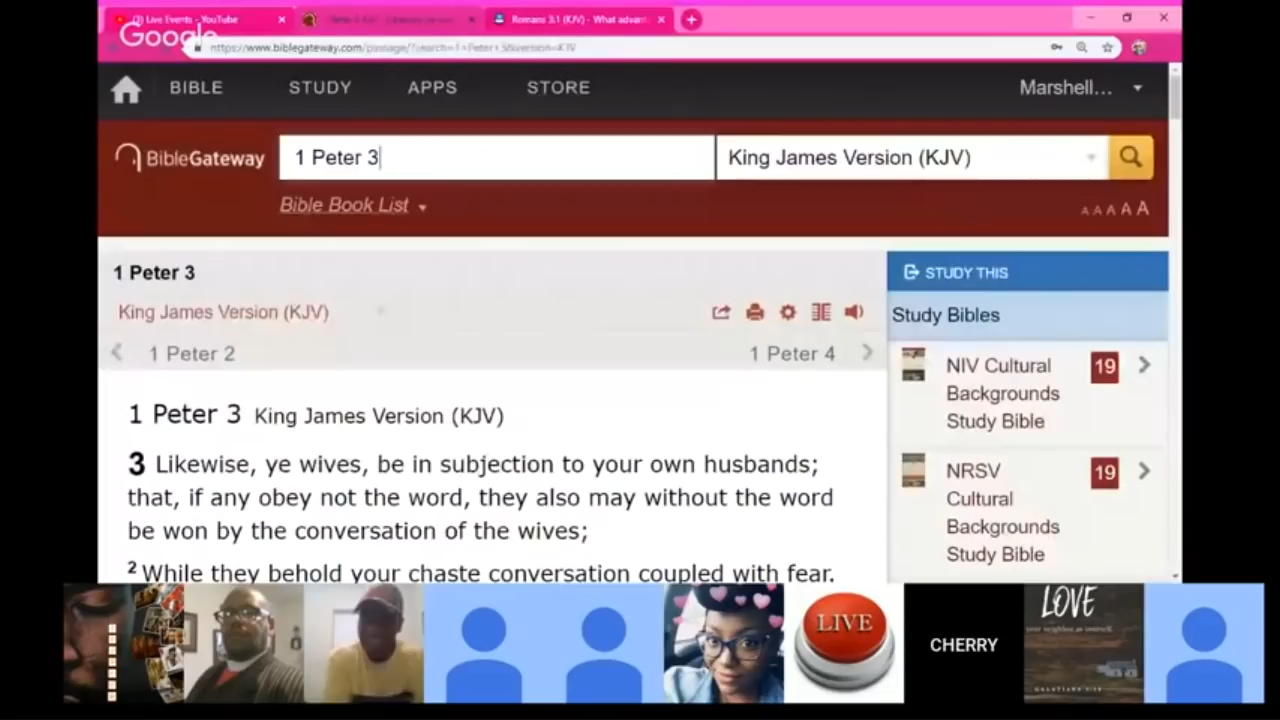 (3) Live Events - YouTube
Romans 3:1 (KJV) - What advant
Google
https://www.biblegateway.com/passage/?search=1+Peter+3&version=KJV
BIBLE STUDY APPS STORE Marshell...
BibleGateway 1 Peter 3 King James Version (KJV)
Bible Book List A A A A A
1 Peter 3
King James Version (KJV)
1 Peter 2 1 Peter 4
1 Peter 3 King James Version (KJV)
3 Likewise, ye wives, be in subjection to your own husbands;
that, if any obey not the word, they also may without the word
be won by the conversation of the wives;
2 While they behold your chaste conversation coupled with fear.
STUDY THIS
Study Bibles
NIV Cultural 19
Backgrounds
Study Bible
NRSV 19
Cultural
Backgrounds
Study Bible
LIVE
CHERRY
LOVE
your neighbor as yourself